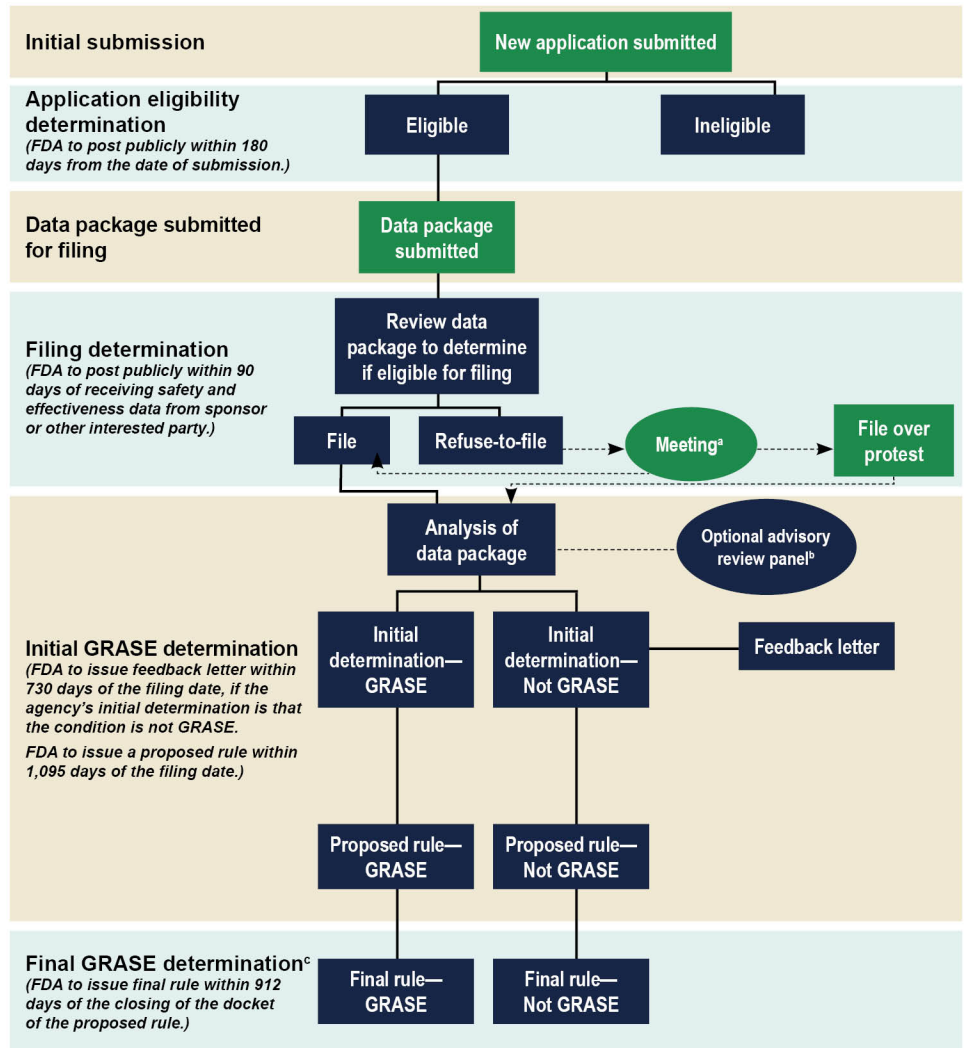 Initial submission
New application submitted
Application eligibility
determination
(FDA to post publicly within 180
days from the date of submission.)
Eligible
Ineligible
Data package submitted
for filing
Data package
submitted
Filing determination
(FDA to post publicly within 90
days of receiving safety and
effectiveness data from sponsor
or other interested party.)
Review data
package to determine
if eligible for filing
File
Refuse-to-file
Meetingᵃ
File over
protest
Analysis of
data package
Optional advisory
review panelᵇ
Initial GRASE determination
(FDA to issue feedback letter within
730 days of the filing date, if the
agency's initial determination is that
the condition is not GRASE.
FDA to issue a proposed rule within
1,095 days of the filing date.)
Initial
determination—
GRASE
Initial
determination—
Not GRASE
Feedback letter
Proposed rule—
GRASE
Proposed rule—
Not GRASE
Final GRASE determinationᶜ
(FDA to issue final rule within 912
days of the closing of the docket
of the proposed rule.)
Final rule—
GRASE
Final rule—
Not GRASE